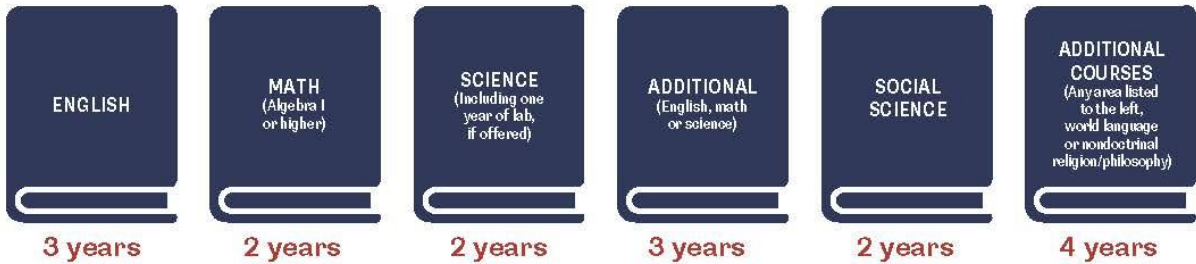 ENGLISH
3 years
MATH
(Algebra I
or higher)
2 years
SCIENCE
(Including one
year of lab,
if offered)
2 years
ADDITIONAL
(English, math
or science)
3 years
SOCIAL
SCIENCE
2 years
ADDITIONAL
COURSES
(Any area listed
to the left,
world language
or nondoctrinal
religion/philosophy)
4 years